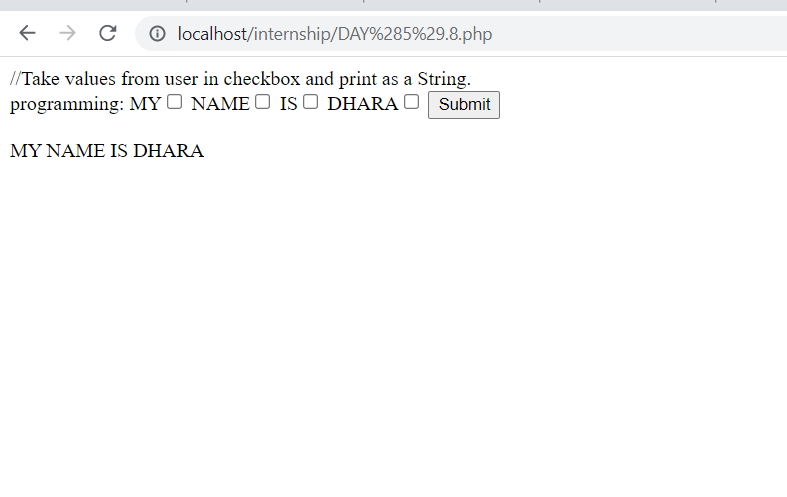 localhost/internship/DAY%285%29.8.php
//Take values from user in checkbox and print as a String.
programming: MY NAME IS DHARA Submit
MY NAME IS DHARA